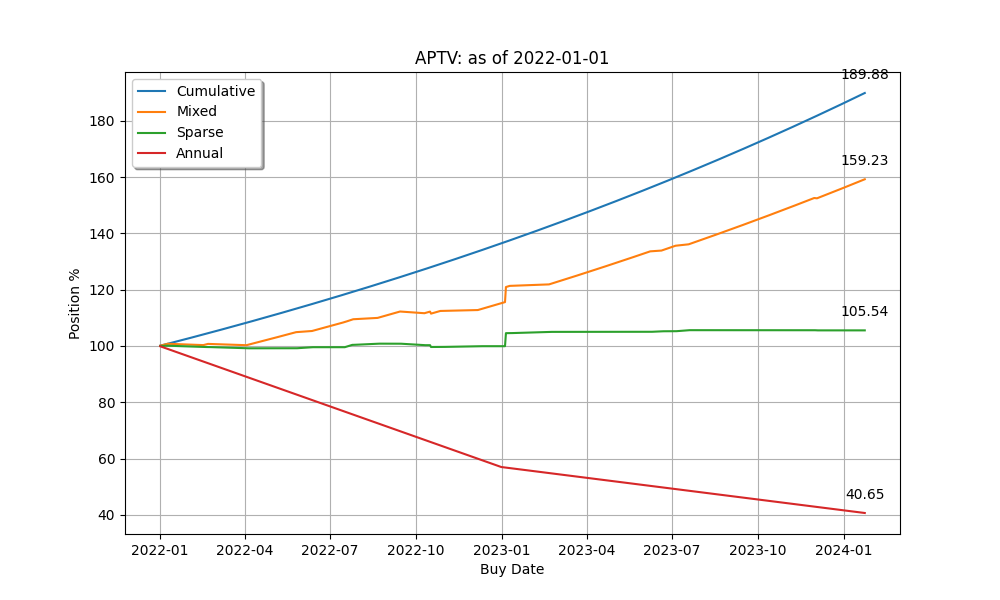 APTV: as of 2022-01-01
189.88
Cumulative
Mixed
Sparse
Annual
180
160
159.23
140
120
105.54
100
80
60
40.65
40
Position %
2022-01 2022-04 2022-07 2022-10 2023-01 2023-04 2023-07 2023-10 2024-01
Buy Date